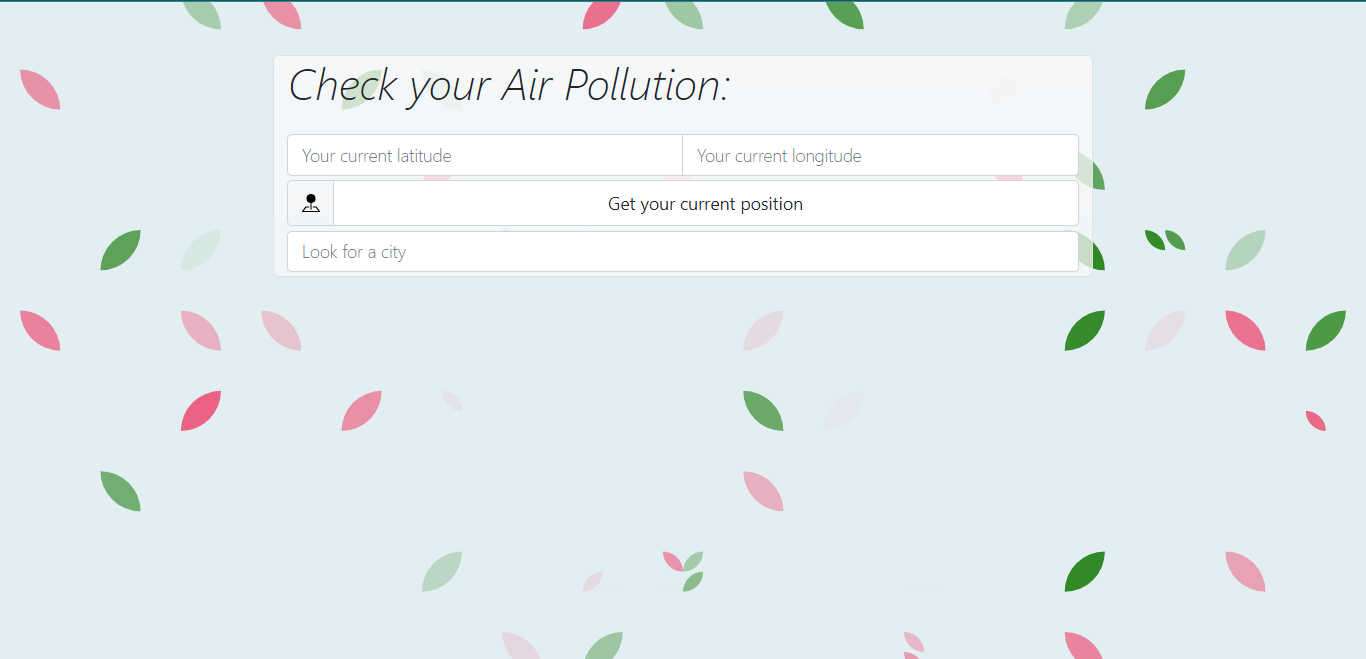 Check your Air Pollution:
Your current latitude
Your current longitude
Get your current position
Look for a city